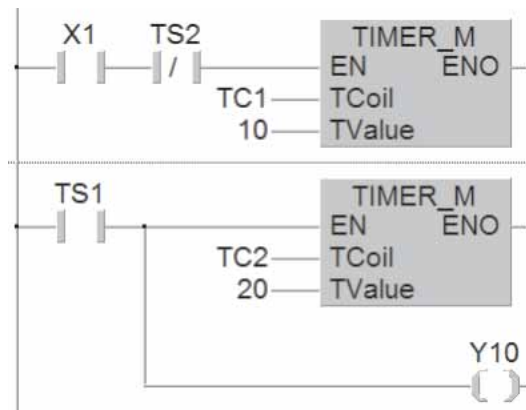 X1 TS2 TIMER_M
EN ENO
TC1 TCoil
10 TValue
/
TS1 TIMER_M
EN ENO
TC2 TCoil
20 TValue
Y10